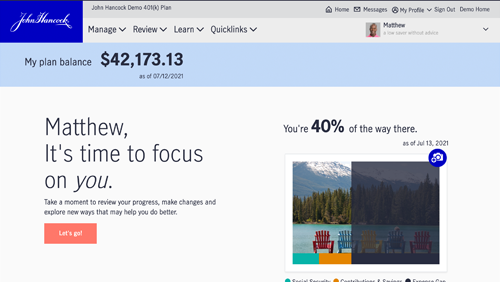 John Hancock Demo 401(k) Plan
Home Messages My Profile Sign Out Demo Home
John Hancock
Manage Review Learn Quicklinks
Matthew
a low saver without advice
My plan balance $42,173.13
as of 07/12/2021
Matthew,
It's time to focus
on you.
Take a moment to review your progress, make changes and
explore new ways that may help you do better.
Let's go!
You're 40% of the way there.
as of Jul 13, 2021
Social Security Contributions & Savings Expense Gap